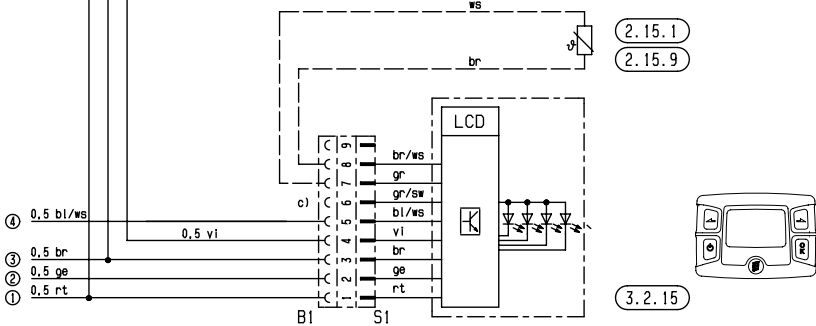 ws
ϑ
2.15.1
br
2.15.9
LCD
9
8 br/ws
7 gr
c) 6 gr/sw
④ 0,5 bl/ws 5 bl/ws
0,5 vi 4 vi
③ 0,5 br 3 br
② 0,5 ge 2 ge
① 0,5 rt 1 rt
3.2.15
B1 S1
OK